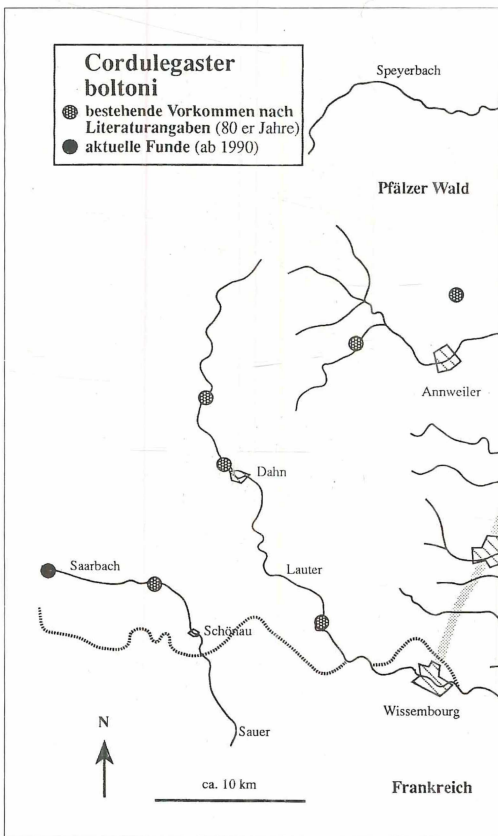 Cordulegaster
boltoni
bestehende Vorkommen nach
Literaturangaben (80 er Jahre)
aktuelle Funde (ab 1990)
Speyerbach
Pfälzer Wald
Annweiler
Dahn
Saarbach
Lauter
Schönau
Wissembourg
N
Sauer
ca. 10 km
Frankreich